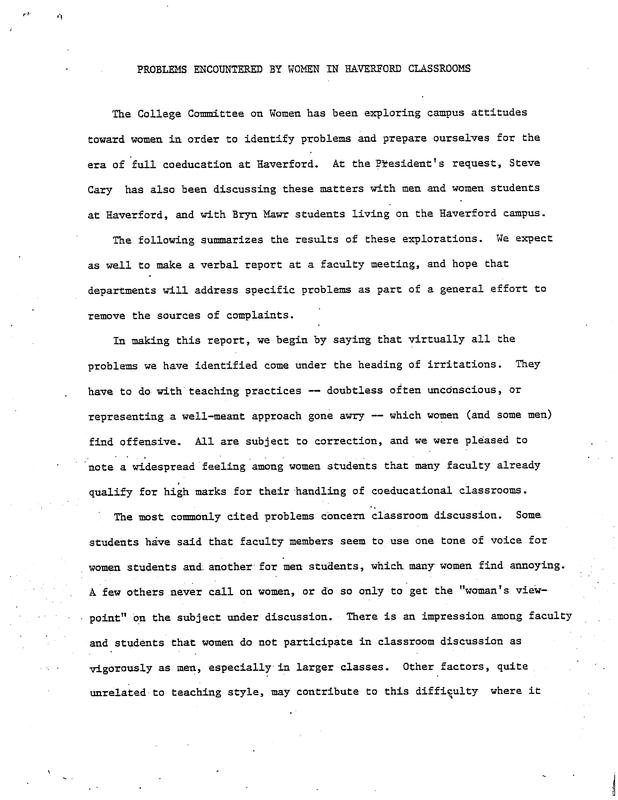 PROBLEMS ENCOUNTERED BY WOMEN IN HAVERFORD CLASSROOMS
The College Committee on Women has been exploring campus attitudes
toward women in order to identify problems and prepare ourselves for the
era of full coeducation at Haverford. At the President's request, Steve
Cary has also been discussing these matters with men and women students
at Haverford, and with Bryn Mawr students living on the Haverford campus.
The following summarizes the results of these explorations. We expect
as well to make a verbal report at a faculty meeting, and hope that
departments will address specific problems as part of a general effort to
remove the sources of complaints.
In making this report, we begin by saying that virtually all the
problems we have identified come under the heading of irritations. They
have to do with teaching practices -- doubtless often unconscious, or
representing a well-meant approach gone awry -- which women (and some men)
find offensive. All are subject to correction, and we were pleased to
note a widespread feeling among women students that many faculty already
qualify for high marks for their handling of coeducational classrooms.
The most commonly cited problems concern classroom discussion. Some
students have said that faculty members seem to use one tone of voice for
women students and another for men students, which many women find annoying.
A few others never call on women, or do so only to get the "woman's view-
point" on the subject under discussion. There is an impression among faculty
and students that women do not participate in classroom discussion as
vigorously as men, especially in larger classes. Other factors, quite
unrelated to teaching style, may contribute to this difficulty where it